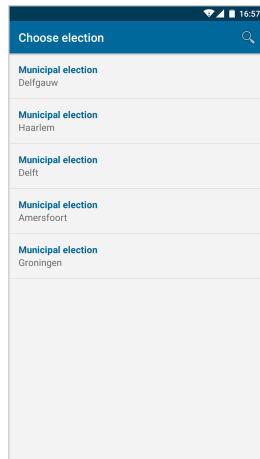 16:57
Choose election
Municipal election
Delfgauw
Municipal election
Haarlem
Municipal election
Delft
Municipal election
Amersfoort
Municipal election
Groningen